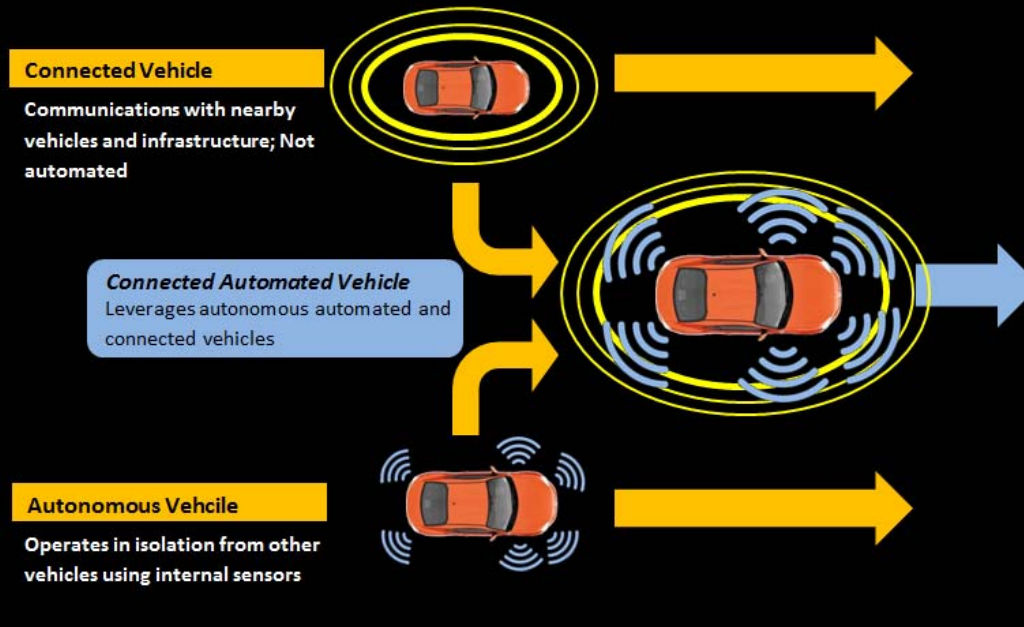 Connected Vehicle
Communications with nearby
vehicles and infrastructure; Not
automated
Connected Automated Vehicle
Leverages autonomous automated and
connected vehicles
Autonomous Vehcile
Operates in isolation from other
vehicles using internal sensors